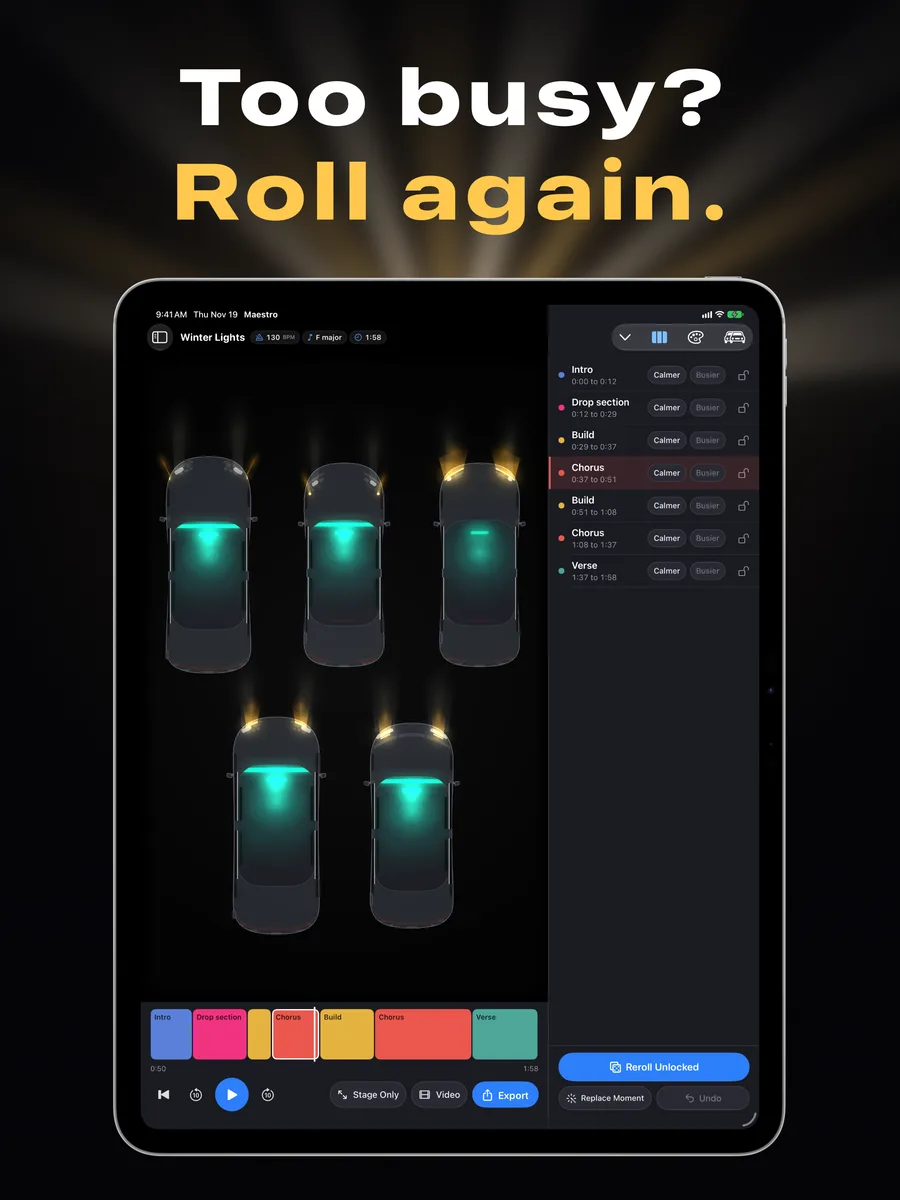 Too busy?
Roll again.
9:41 AM Thu Nov 19 Maestro
Winter Lights 130 BPM F major 1:58
Intro
0:00 to 0:12
Calmer Busier
Drop section
0:12 to 0:29
Calmer Busier
Build
0:29 to 0:37
Calmer Busier
Chorus
0:37 to 0:51
Calmer Busier
Build
0:51 to 1:08
Calmer Busier
Chorus
1:08 to 1:37
Calmer Busier
Verse
1:37 to 1:58
Calmer Busier
Intro Drop section Chorus Build Chorus Verse
0:50 1:58
10 10 Stage Only Video Export
Reroll Unlocked
Replace Moment Undo